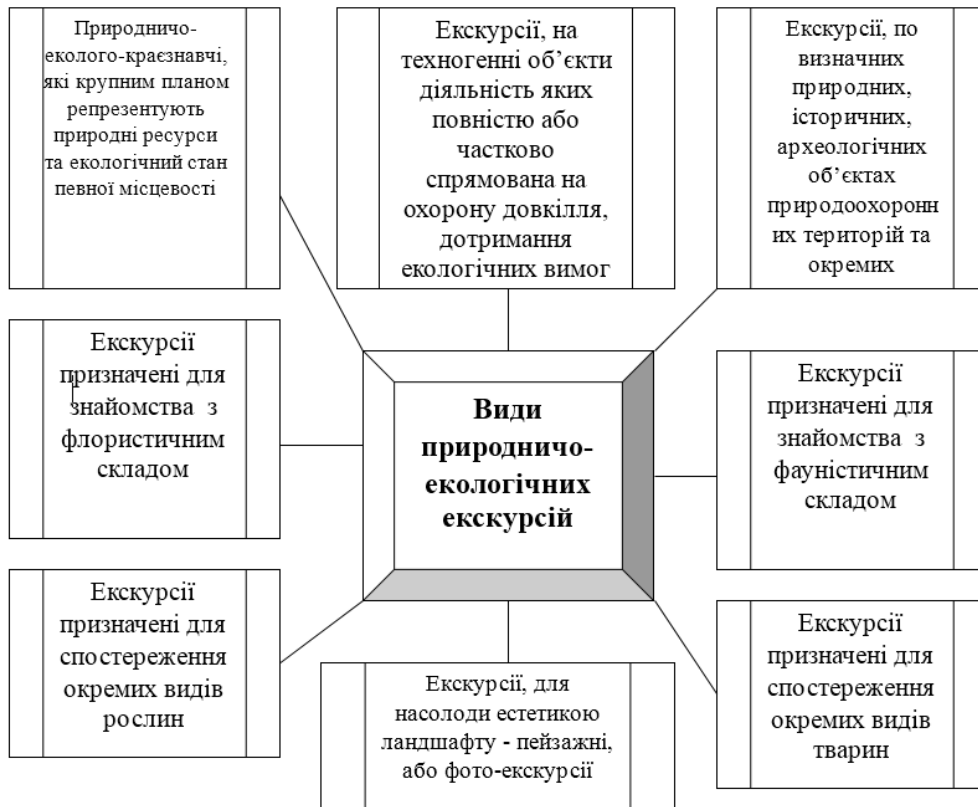 Природничо-
еколого-краєзнавчі,
які крупним планом
репрезентують
природні ресурси
та екологічний стан
певної місцевості
Екскурсії, на
техногенні об’єкти
діяльність яких
повністю або
частково
спрямована на
охорону довкілля,
дотримання
екологічних вимог
Екскурсії, по
визначних
природних,
історичних,
археологічних
об’єктах
природоохоронн
их територій та
окремих
Екскурсії
призначені для
знайомства з
флористичним
складом
Види
природничо-
екологічних
екскурсій
Екскурсії
призначені для
знайомства з
фауністичним
складом
Екскурсії
призначені для
спостереження
окремих видів
рослин
Екскурсії, для
насолоди естетикою
ландшафту - пейзажні,
або фото-екскурсії
Екскурсії
призначені для
спостереження
окремих видів
тварин